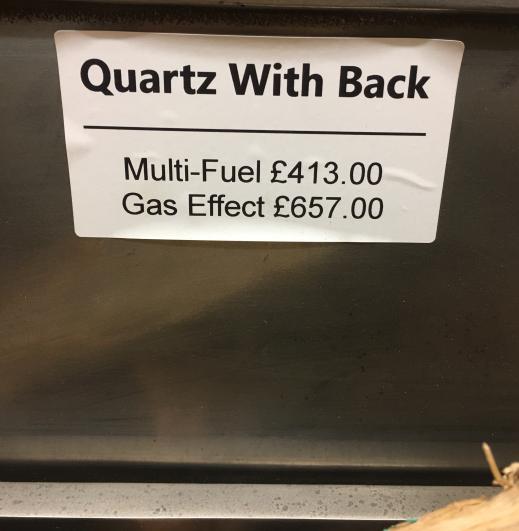 Quartz With Back
Multi-Fuel £413.00
Gas Effect £657.00